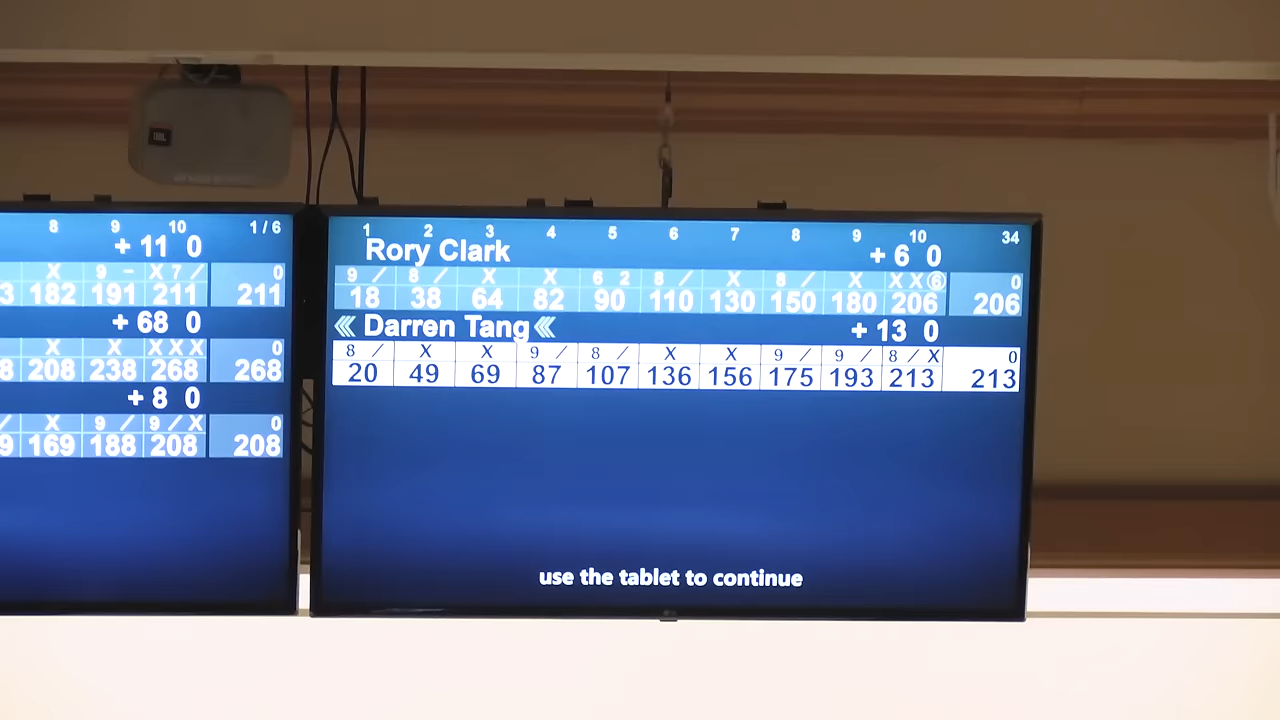 JBL
8 9 10 1/6
+ 11 0
X 9 - X 7 / 0
3 182 191 211 211
+ 68 0
X X X X X 0
8 208 238 268 268
+ 8 0
/ X 9 / 9 / X 0
9 169 188 208 208
1 2 3 4 5 6 7 8 9 10 34
Rory Clark + 6 0
9 / 8 / X X 6 2 8 / X 8 / X X X 6 0
18 38 64 82 90 110 130 150 180 206 206
Darren Tang + 13 0
8 / X X 9 / 8 / X X 9 / 9 / 8 / X 0
20 49 69 87 107 136 156 175 193 213 213
use the tablet to continue